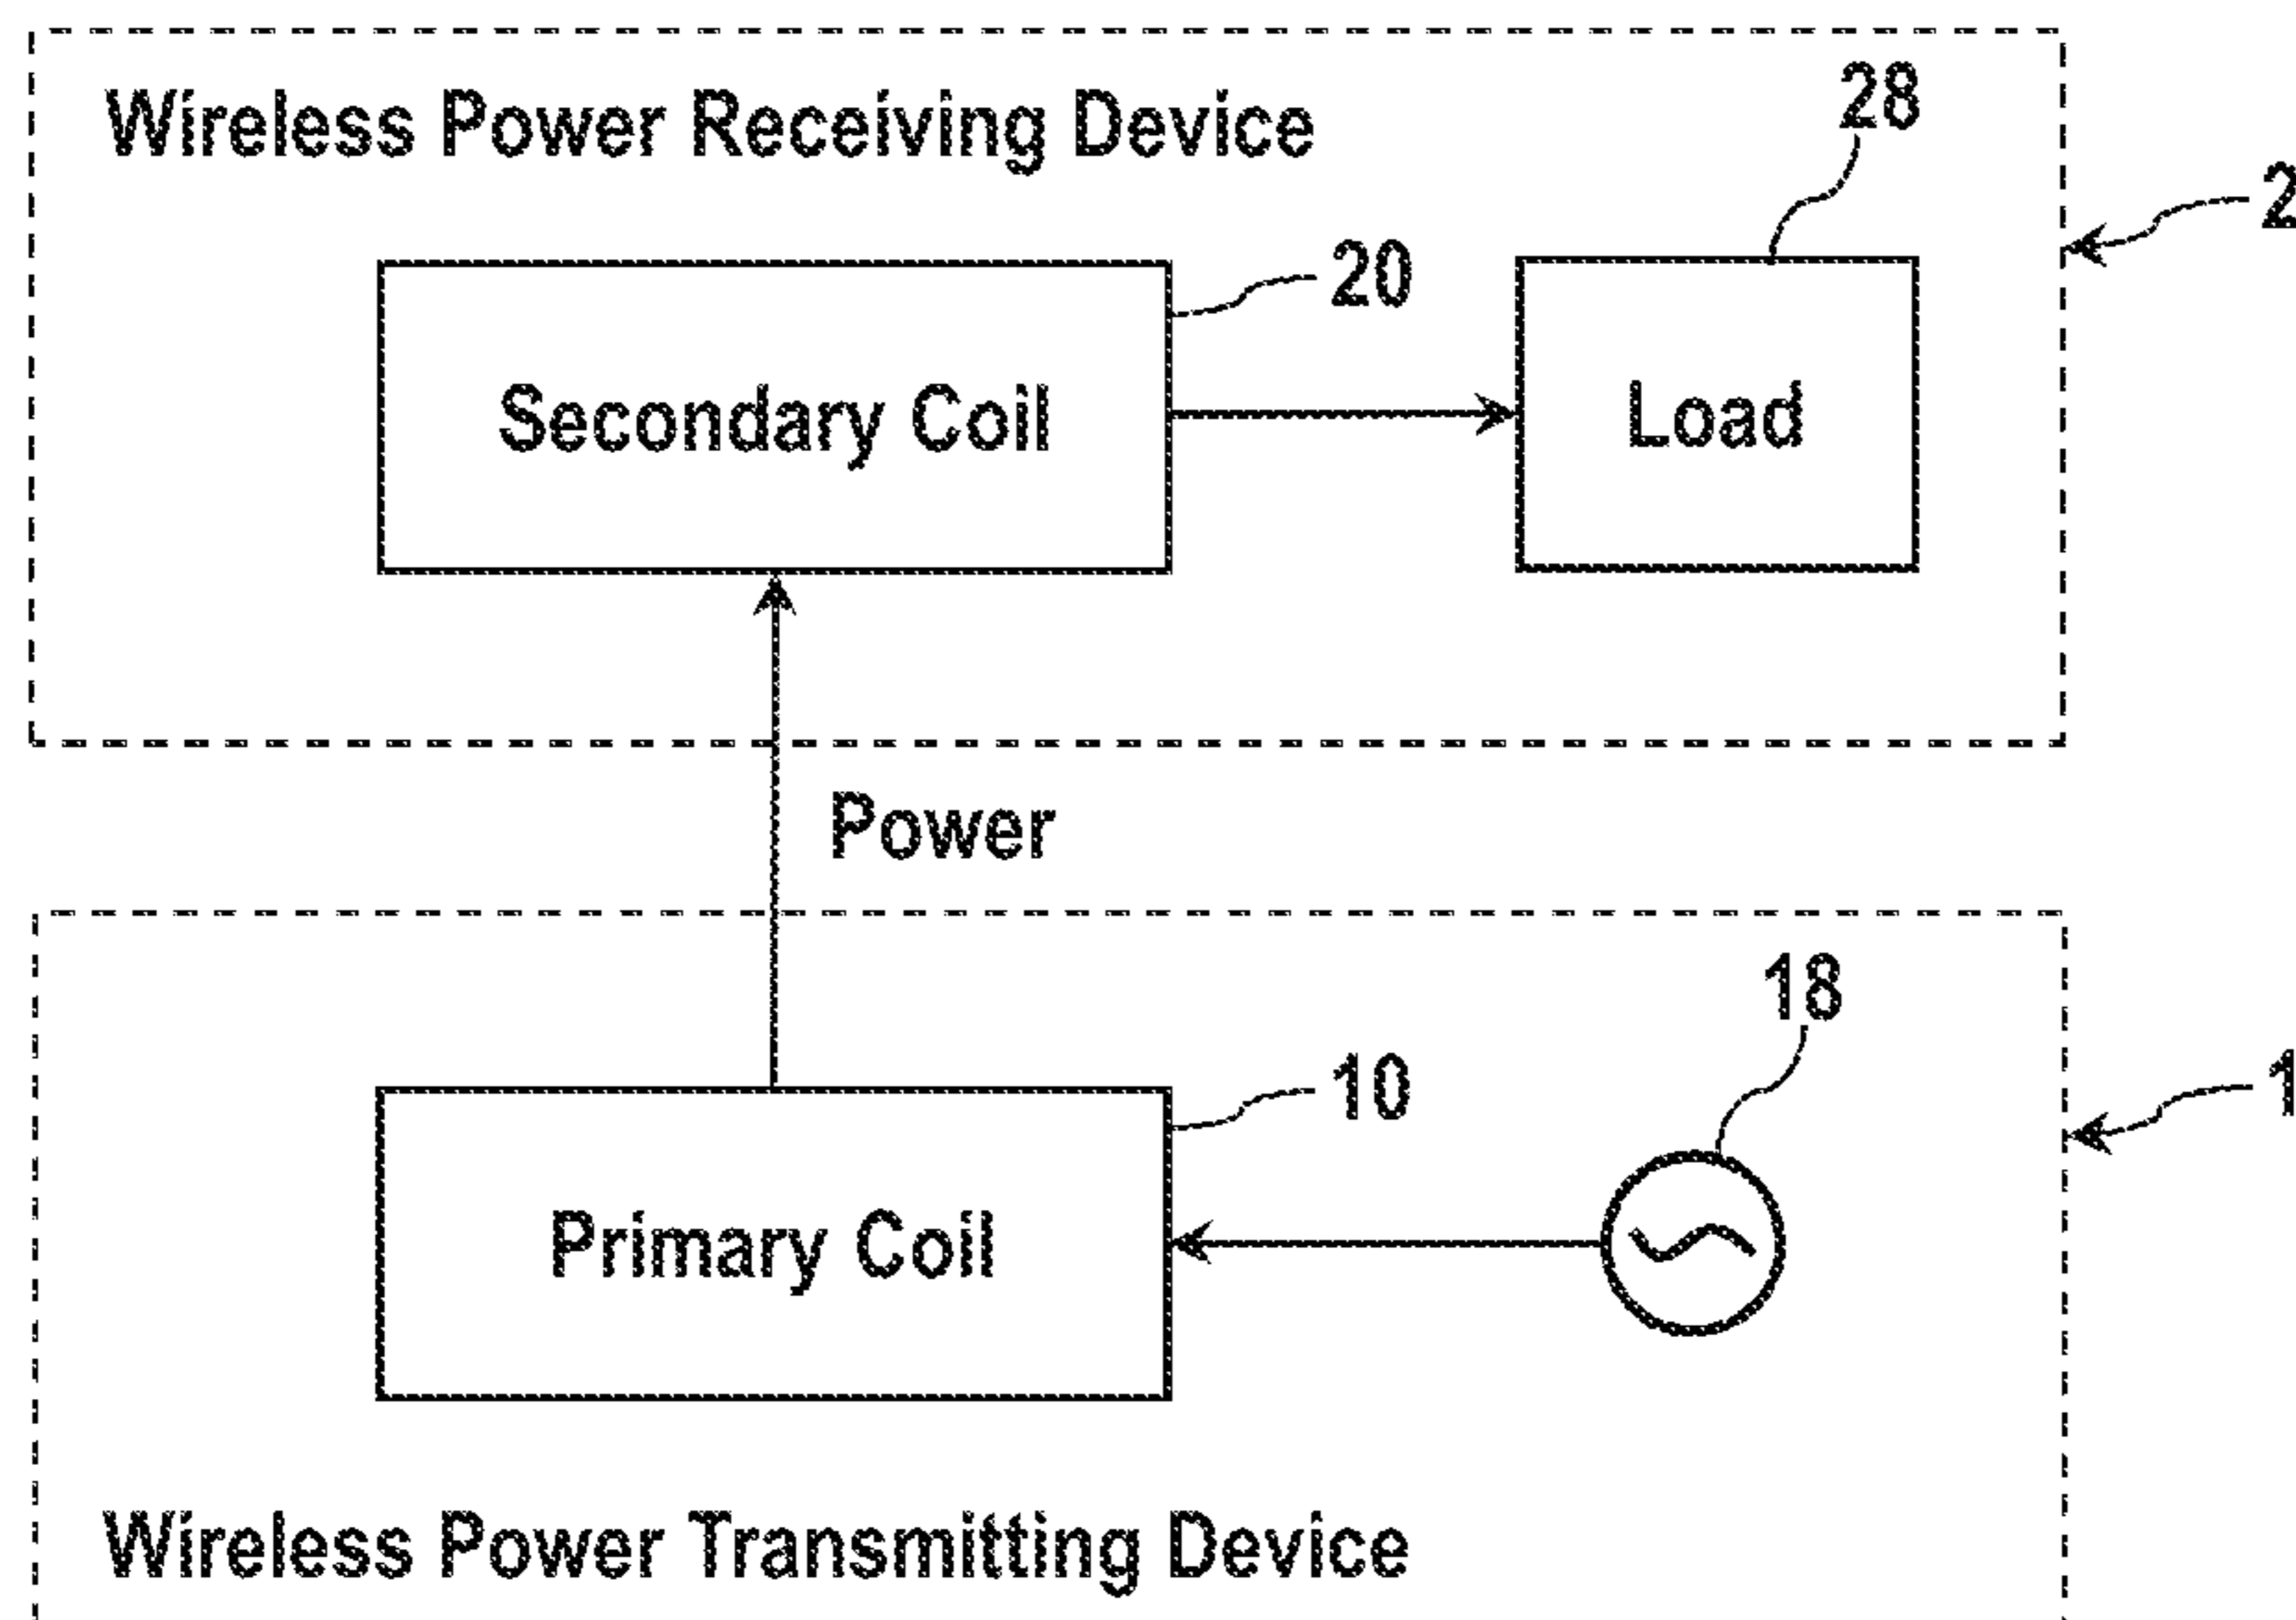 Wireless Power Receiving Device
28
2
20
Secondary Coil
Load
Power
18
10
1
Primary Coil
Wireless Power Transmitting Device